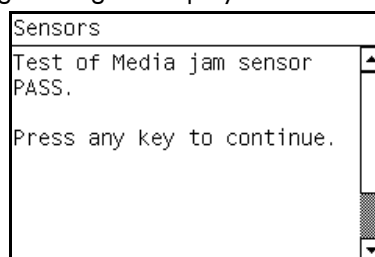 Sensors
Test of Media jam sensor
PASS.
Press any key to continue.